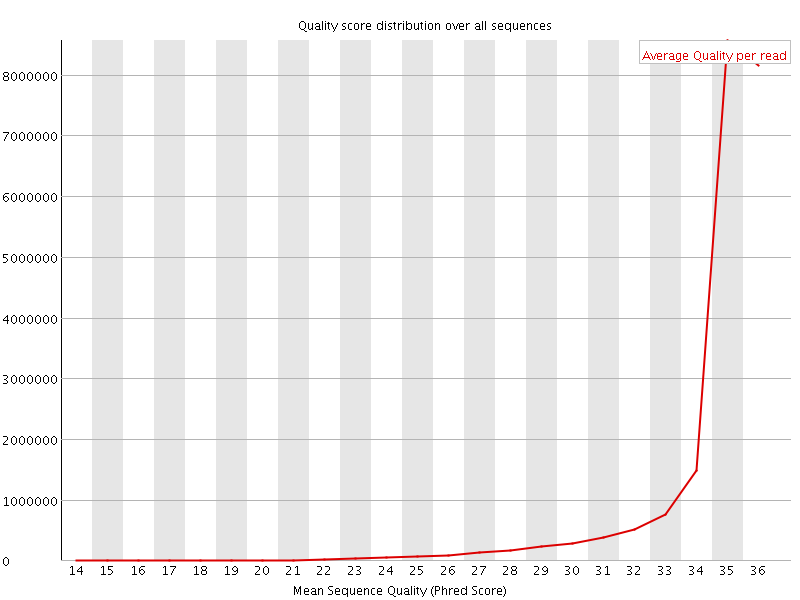 Quality score distribution over all sequences
Average Quality per read
8000000
7000000
6000000
5000000
4000000
3000000
2000000
1000000
0
14 15 16 17 18 19 20 21 22 23 24 25 26 27 28 29 30 31 32 33 34 35 36
Mean Sequence Quality (Phred Score)